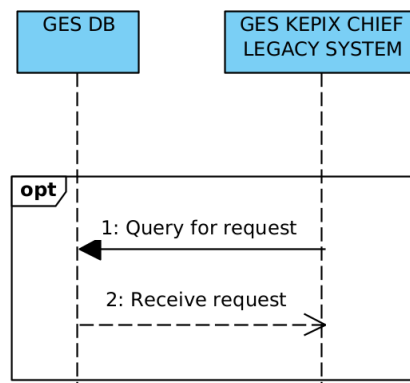 GES DB
GES KEPIX CHIEF
LEGACY SYSTEM
opt
1: Query for request
2: Receive request